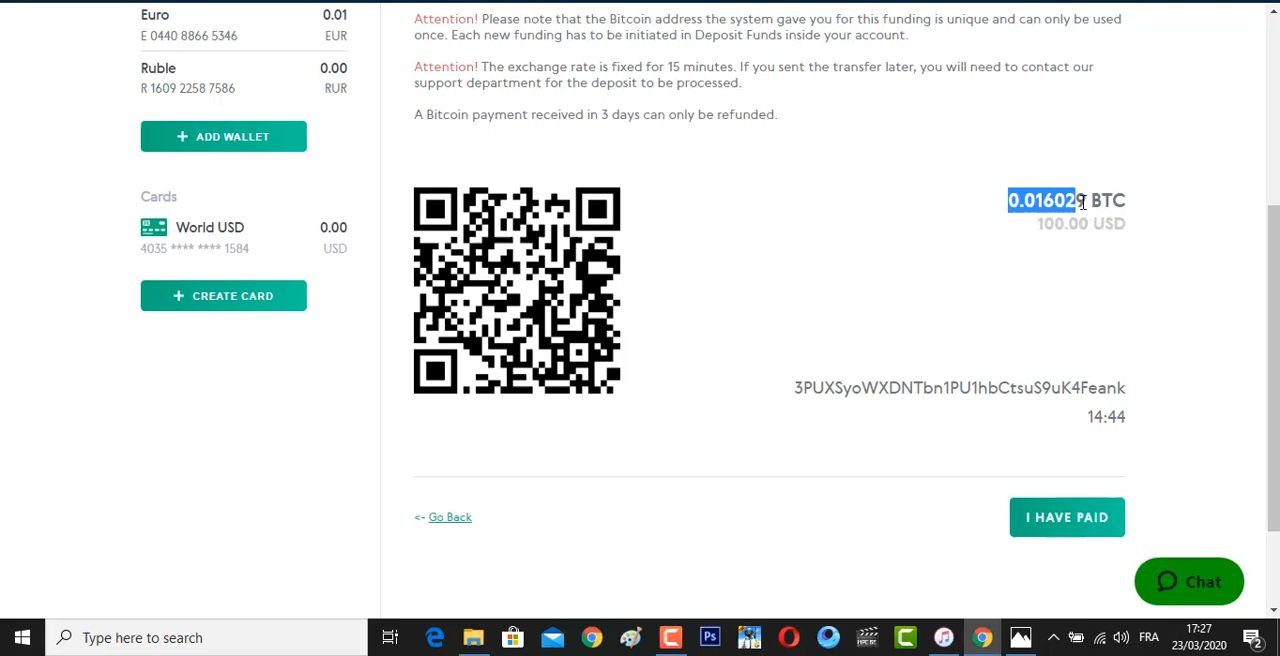 Euro 0.01
E 0440 8866 5346 EUR
Ruble 0.00
R 1609 2258 7586 RUR
+ ADD WALLET
Cards
World USD 0.00
4035 **** **** 1584 USD
+ CREATE CARD
Attention! Please note that the Bitcoin address the system gave you for this funding is unique and can only be used
once. Each new funding has to be initiated in Deposit Funds inside your account.
Attention! The exchange rate is fixed for 15 minutes. If you sent the transfer later, you will need to contact our
support department for the deposit to be processed.
A Bitcoin payment received in 3 days can only be refunded.
0.016029 BTC
100.00 USD
3PUXSyoWXDNTbn1PU1hbCtsuS9uK4Feank
14:44
<- Go Back
I HAVE PAID
Chat
Type here to search
Ps
FRA
17:27
23/03/2020
2